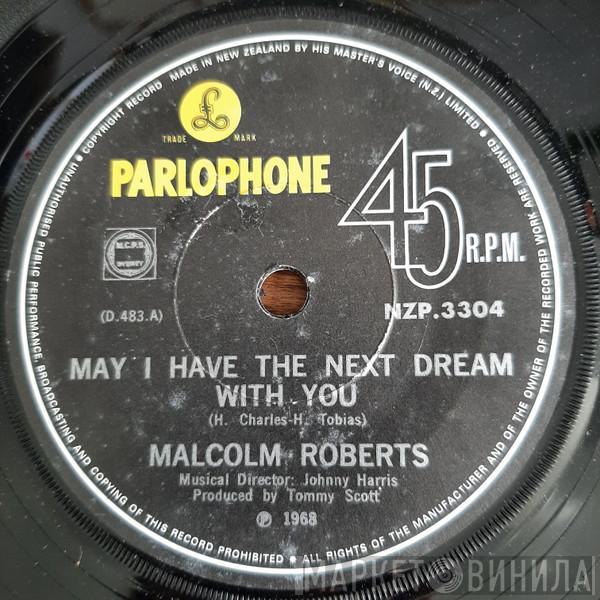 UNAUTHORISED PUBLIC PERFORMANCE, BROADCASTING AND COPYING OF THIS RECORD PROHIBITED • ALL RIGHTS OF THE MANUFACTURER AND OF THE OWNER OF THE RECORDED WORK ARE RESERVED • COPYRIGHT RECORD MADE IN NEW ZEALAND BY HIS MASTER'S VOICE (N.Z.) LIMITED •
£
TRADE MARK
PARLOPHONE
45 R.P.M.
M.C.P.S.
SYDNEY
(D.483.A)
NZP.3304
MAY I HAVE THE NEXT DREAM
WITH YOU
(H. Charles-H. Tobias)
MALCOLM ROBERTS
Musical Director: Johnny Harris
Produced by Tommy Scott
℗ 1968
МАРКЕТ ВИНИЛА